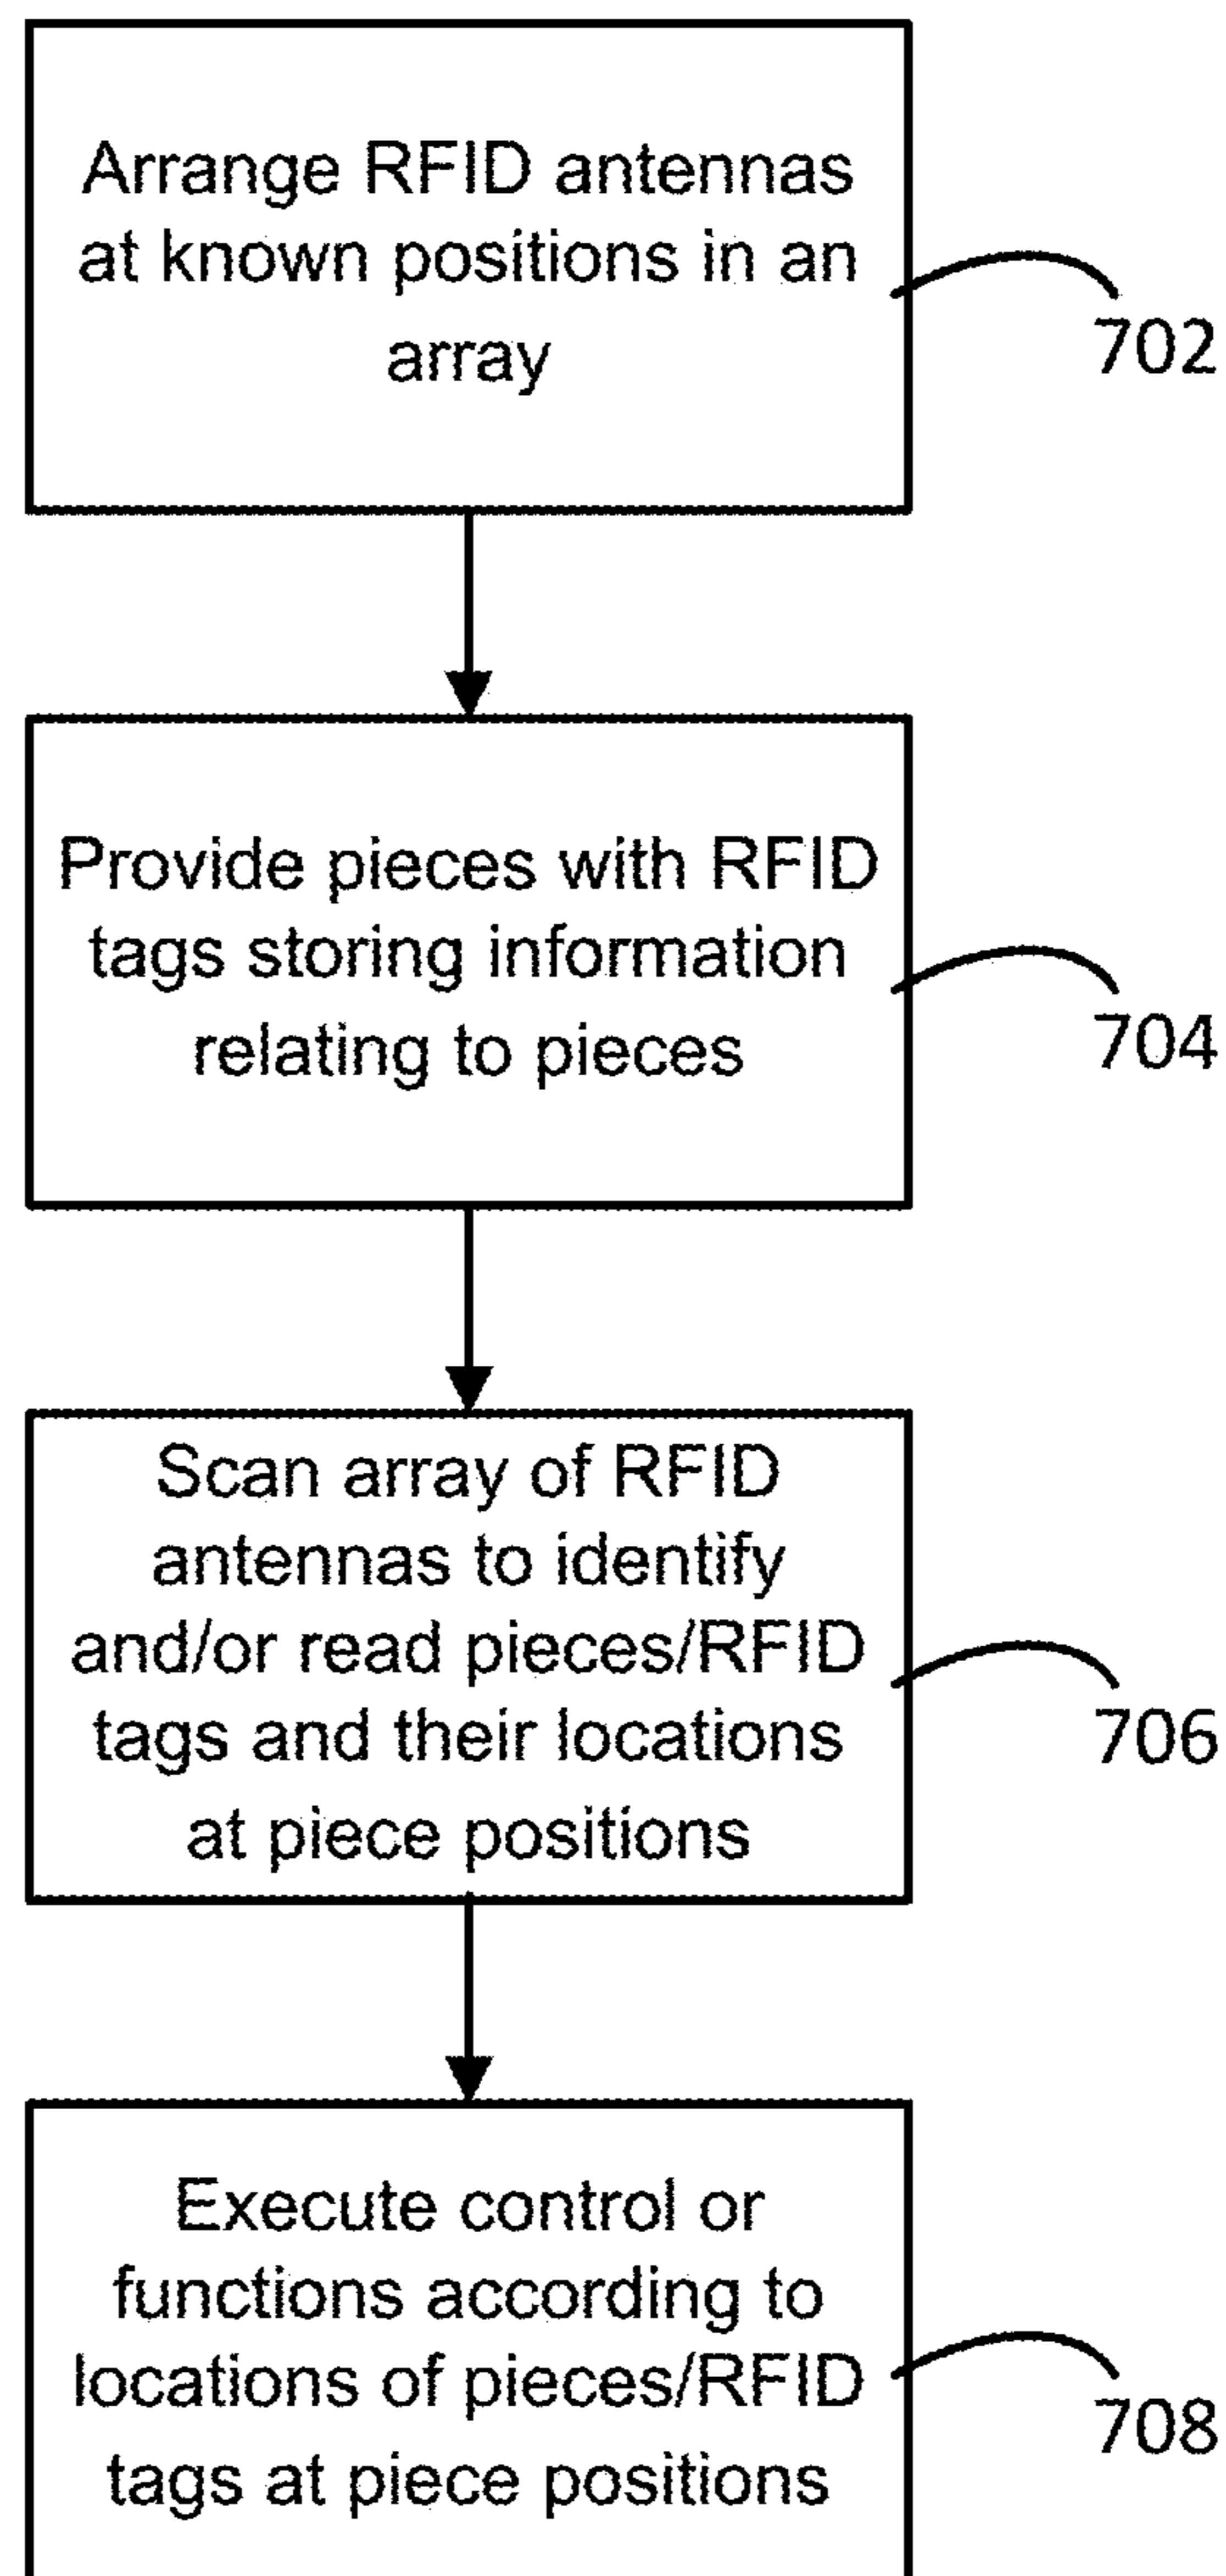 Arrange RFID antennas
at known positions in an
array
702
Provide pieces with RFID
tags storing information
relating to pieces
704
Scan array of RFID
antennas to identify
and/or read pieces/RFID
tags and their locations
at piece positions
706
Execute control or
functions according to
locations of pieces/RFID
tags at piece positions
708